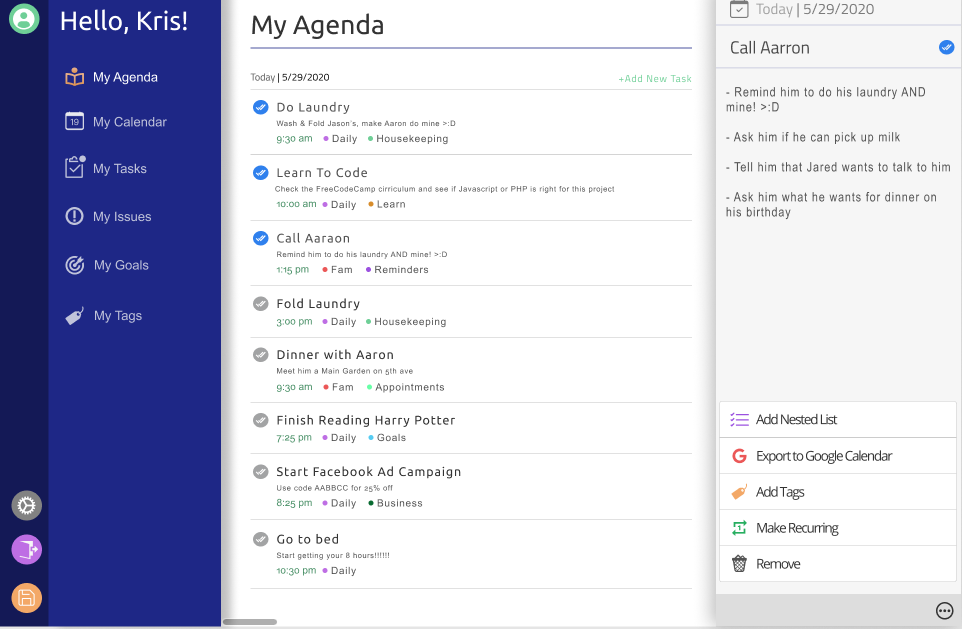 Hello, Kris!
My Agenda
19
My Calendar
My Tasks
My Issues
My Goals
My Tags
My Agenda
Today | 5/29/2020
+Add New Task
Do Laundry
Wash & Fold Jason's, make Aaron do mine >:D
9:30 am Daily Housekeeping
Learn To Code
Check the FreeCodeCamp cirriculum and see if Javascript or PHP is right for this project
10:00 am Daily Learn
Call Aaraon
Remind him to do his laundry AND mine! >:D
1:15 pm Fam Reminders
Fold Laundry
3:00 pm Daily Housekeeping
Dinner with Aaron
Meet him a Main Garden on 5th ave
9:30 am Fam Appointments
Finish Reading Harry Potter
7:25 pm Daily Goals
Start Facebook Ad Campaign
Use code AABBCC for 25% off
8:25 pm Daily Business
Go to bed
Start getting your 8 hours!!!!!!
10:30 pm Daily
Today | 5/29/2020
Call Aarron
- Remind him to do his laundry AND
mine! >:D
- Ask him if he can pick up milk
- Tell him that Jared wants to talk to him
- Ask him what he wants for dinner on
his birthday
Add Nested List
G Export to Google Calendar
Add Tags
1 Make Recurring
Remove